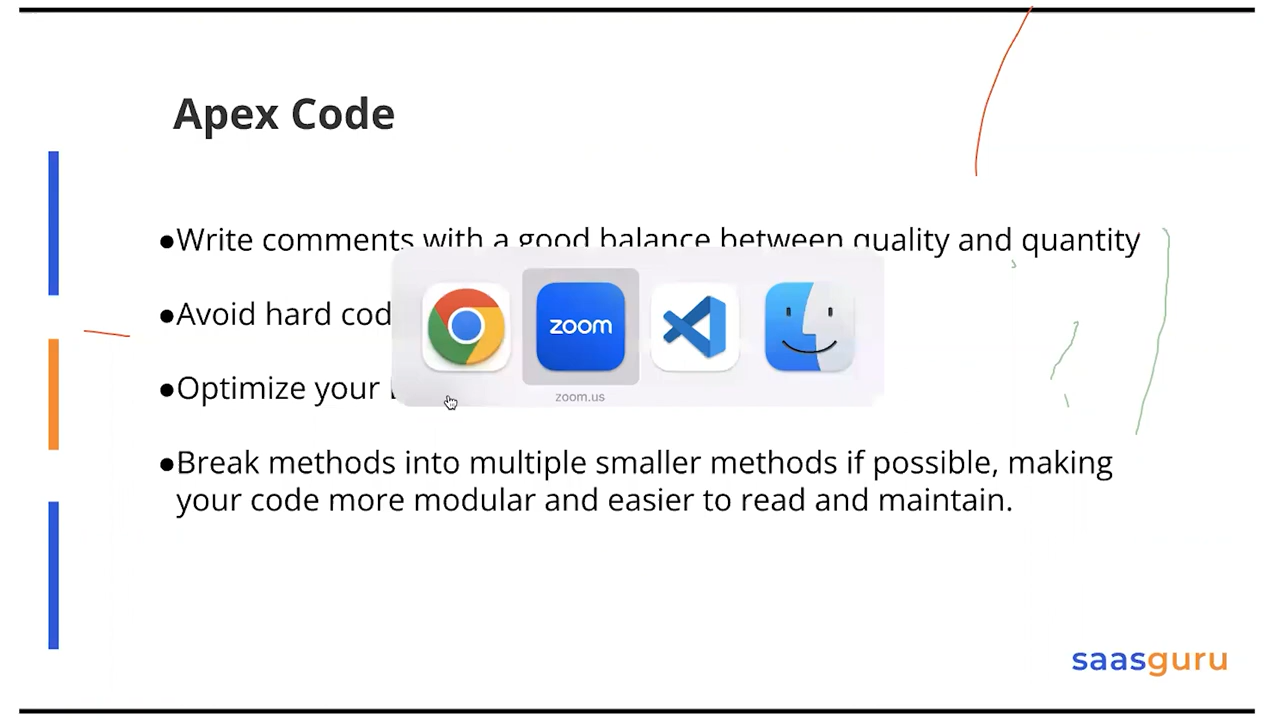 Apex Code
●Write comments with a good balance between quality and quantity
●Avoid hard cod
zoom
●Optimize your
zoom.us
●Break methods into multiple smaller methods if possible, making
your code more modular and easier to read and maintain.
saasguru